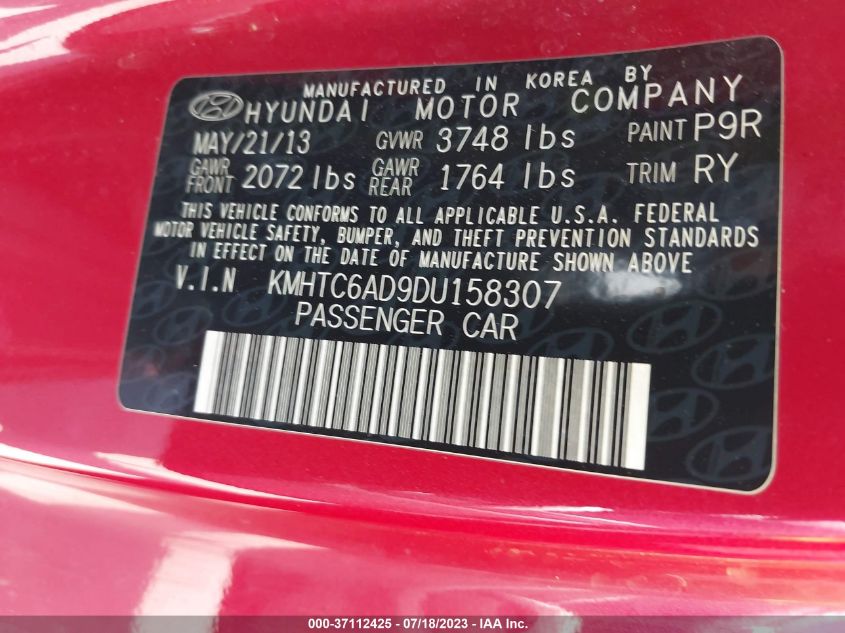 MANUFACTURED IN KOREA BY
HYUNDAI MOTOR COMPANY
MAY/21/13 GVWR 3748 lbs PAINT P9R
GAWR FRONT 2072 lbs GAWR REAR 1764 lbs TRIM RY
THIS VEHICLE CONFORMS TO ALL APPLICABLE U.S.A. FEDERAL
MOTOR VEHICLE SAFETY, BUMPER, AND THEFT PREVENTION STANDARDS
IN EFFECT ON THE DATE OF MANUFACTURE SHOWN ABOVE
V.I.N KMHTC6AD9DU158307
PASSENGER CAR
000-37112425 - 07/18/2023 - IAA Inc.